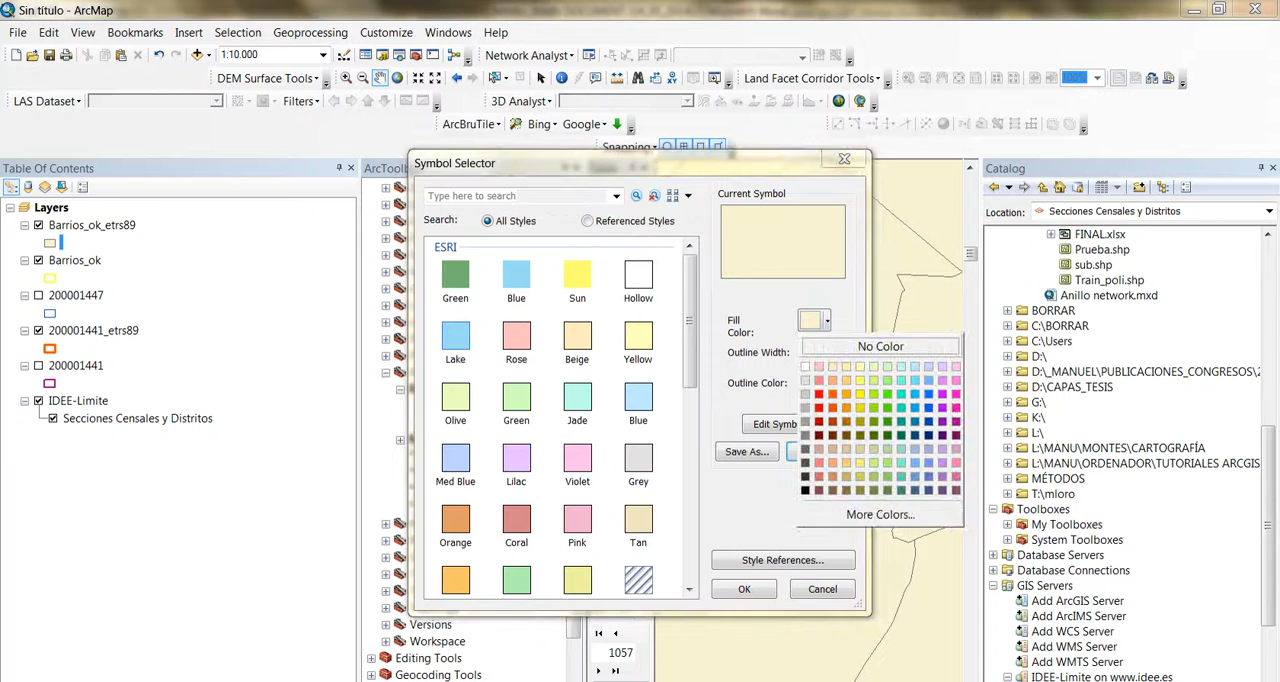 Sin título - ArcMap
File Edit View Bookmarks Insert Selection Geoprocessing Customize Windows Help
1:10.000 Network Analyst
DEM Surface Tools Land Facet Corridor Tools 100%
LAS Dataset Filters 3D Analyst
ArcBruTile Bing Google
Snapping
Table Of Contents
Layers
Barrios_ok_etrs89
Barrios_ok
200001447
200001441_etrs89
200001441
IDEE-Limite
Secciones Censales y Distritos
Symbol Selector
Type here to search
Search: All Styles Referenced Styles
ESRI
Green Blue Sun Hollow
Lake Rose Beige Yellow
Olive Green Jade Blue
Med Blue Lilac Violet Grey
Orange Coral Pink Tan
Current Symbol
Fill
Color:
Outline Width:
Outline Color:
Edit Symb
Save As...
No Color
More Colors...
Style References...
OK Cancel
Versions
Workspace
Editing Tools
Geocoding Tools
1057
Catalog
Location: Secciones Censales y Distritos
FINAL.xlsx
Prueba.shp
sub.shp
Train_poli.shp
Anillo network.mxd
BORRAR
C:\BORRAR
C:\Users
D:\
D:\_MANUEL\PUBLICACIONES_CONGRESOS\2
D:\CAPAS_TESIS
G:\
K:\
L:\
L:\MANU\MONTES\CARTOGRAFÍA
L:\MANU\ORDENADOR\TUTORIALES ARCGIS
MÉTODOS
T:\mloro
Toolboxes
My Toolboxes
System Toolboxes
Database Servers
Database Connections
GIS Servers
Add ArcGIS Server
Add ArcIMS Server
Add WCS Server
Add WMS Server
Add WMTS Server
IDEE-Limite on www.idee.es